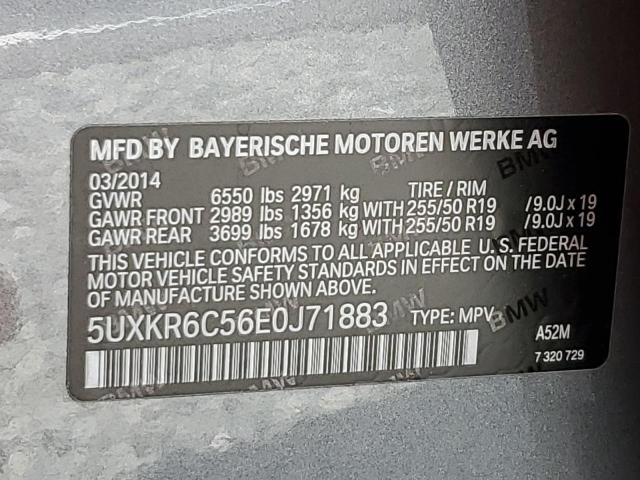 MFD BY BAYERISCHE MOTOREN WERKE AG
03/2014
GVWR 6550 lbs 2971 kg TIRE / RIM
GAWR FRONT 2989 lbs 1356 kg WITH 255/50 R19 /9.0J x 19
GAWR REAR 3699 lbs 1678 kg WITH 255/50 R19 /9.0J x 19
THIS VEHICLE CONFORMS TO ALL APPLICABLE U.S. FEDERAL
MOTOR VEHICLE SAFETY STANDARDS IN EFFECT ON THE DATE
OF MANUFACTURE SHOWN ABOVE.
5UXKR6C56E0J71883 TYPE: MPV
A52M
7 320 729